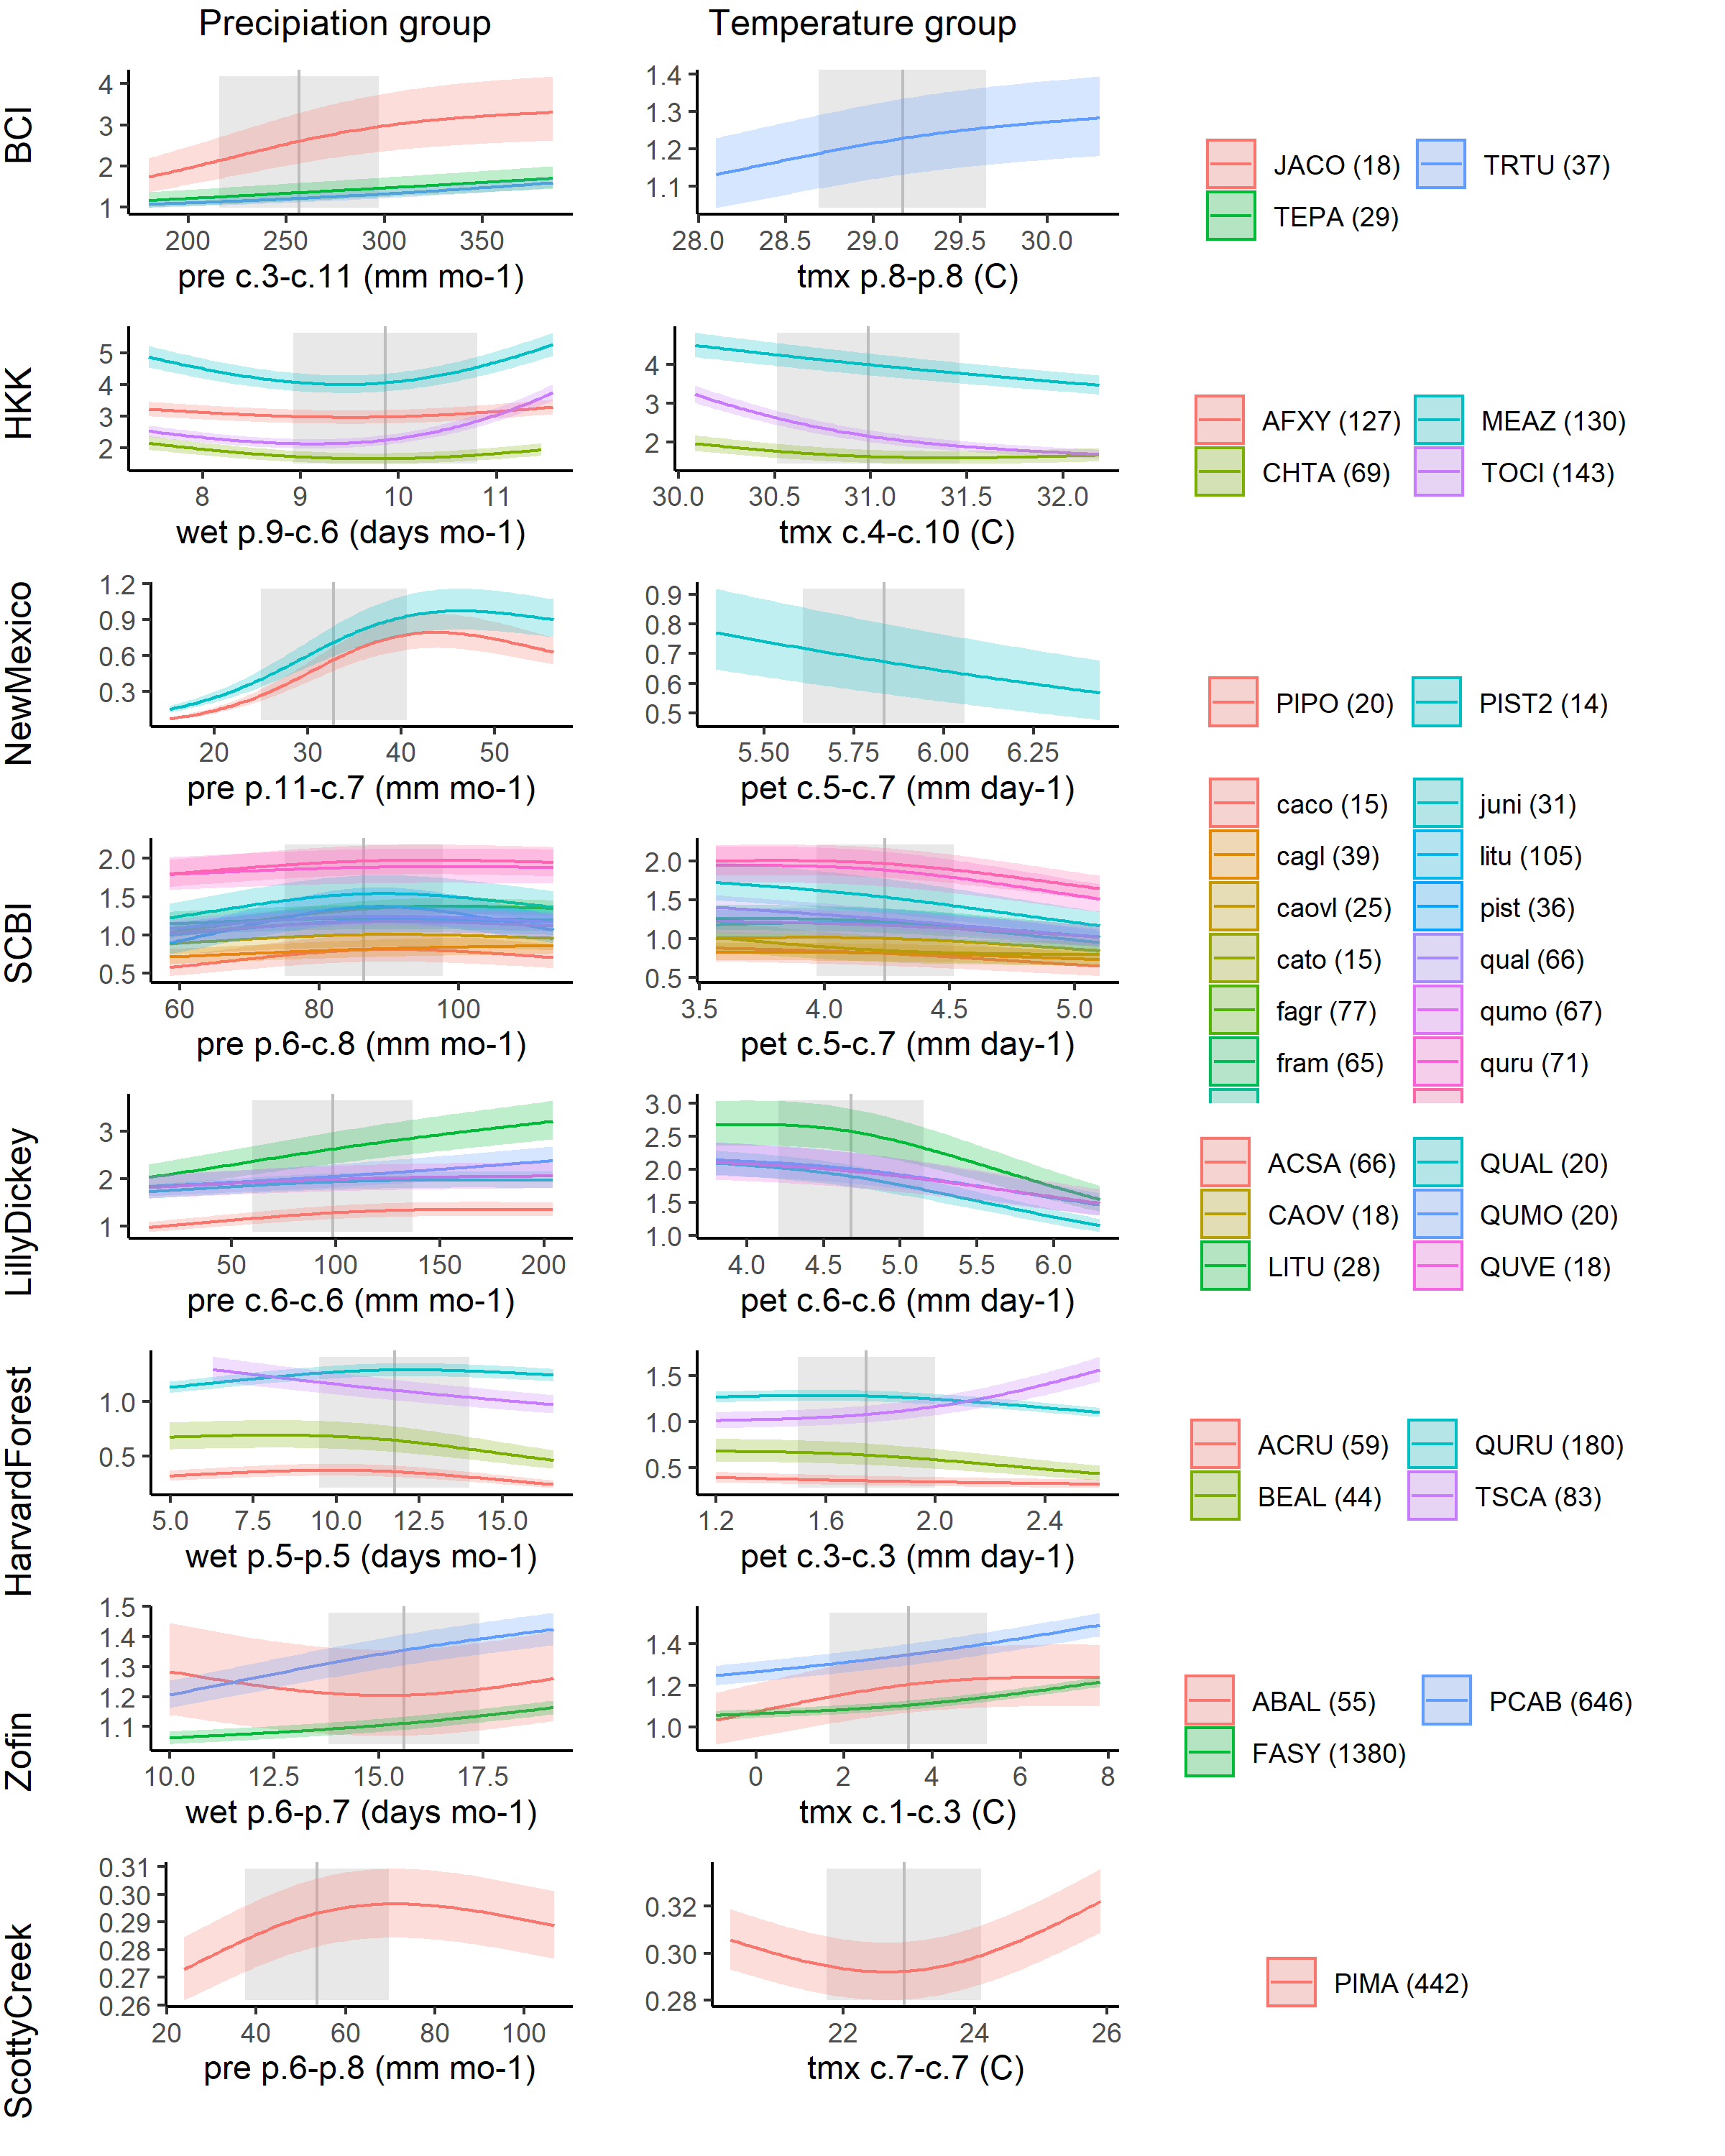 Precipiation group
Temperature group
BCI
4
3
2
1
200 250 300 350
pre c.3-c.11 (mm mo-1)
1.4
1.3
1.2
1.1
28.0 28.5 29.0 29.5 30.0
tmx p.8-p.8 (C)
JACO (18) TRTU (37)
TEPA (29)
HKK
5
4
3
2
8 9 10 11
wet p.9-c.6 (days mo-1)
4
3
2
30.0 30.5 31.0 31.5 32.0
tmx c.4-c.10 (C)
AFXY (127) MEAZ (130)
CHTA (69) TOCI (143)
NewMexico
1.2
0.9
0.6
0.3
20 30 40 50
pre p.11-c.7 (mm mo-1)
0.9
0.8
0.7
0.6
0.5
5.50 5.75 6.00 6.25
pet c.5-c.7 (mm day-1)
PIPO (20) PIST2 (14)
SCBI
2.0
1.5
1.0
0.5
60 80 100
pre p.6-c.8 (mm mo-1)
2.0
1.5
1.0
0.5
3.5 4.0 4.5 5.0
pet c.5-c.7 (mm day-1)
caco (15) juni (31)
cagl (39) litu (105)
caovl (25) pist (36)
cato (15) qual (66)
fagr (77) qumo (67)
fram (65) quru (71)
LillyDickey
3
2
1
50 100 150 200
pre c.6-c.6 (mm mo-1)
3.0
2.5
2.0
1.5
1.0
4.0 4.5 5.0 5.5 6.0
pet c.6-c.6 (mm day-1)
ACSA (66) QUAL (20)
CAOV (18) QUMO (20)
LITU (28) QUVE (18)
HarvardForest
1.0
0.5
5.0 7.5 10.0 12.5 15.0
wet p.5-p.5 (days mo-1)
1.5
1.0
0.5
1.2 1.6 2.0 2.4
pet c.3-c.3 (mm day-1)
ACRU (59) QURU (180)
BEAL (44) TSCA (83)
Zofin
1.5
1.4
1.3
1.2
1.1
10.0 12.5 15.0 17.5
wet p.6-p.7 (days mo-1)
1.4
1.2
1.0
0 2 4 6 8
tmx c.1-c.3 (C)
ABAL (55) PCAB (646)
FASY (1380)
ScottyCreek
0.31
0.30
0.29
0.28
0.27
0.26
20 40 60 80 100
pre p.6-p.8 (mm mo-1)
0.32
0.30
0.28
22 24 26
tmx c.7-c.7 (C)
PIMA (442)